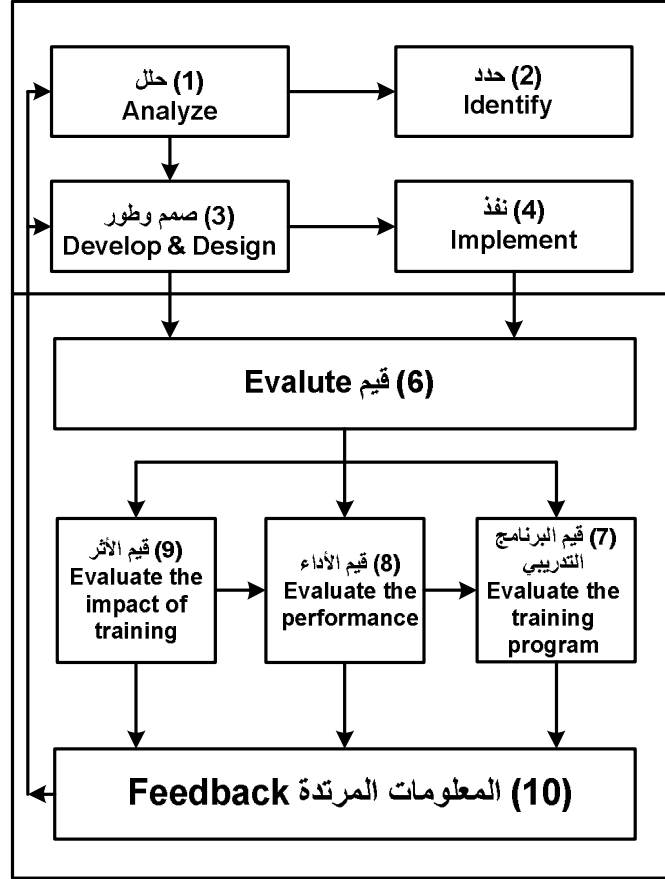 (1) حلل
Analyze
(2) حدد
Identify
(3) صمم وطور
Develop & Design
(4) نفذ
Implement
(6) قيم Evalute
(9) قيم الأثر
Evaluate the
impact of
training
(8) قيم الأداء
Evaluate the
performance
(7) قيم البرنامج
التدريبي
Evaluate the
training
program
(10) المعلومات المرتدة Feedback